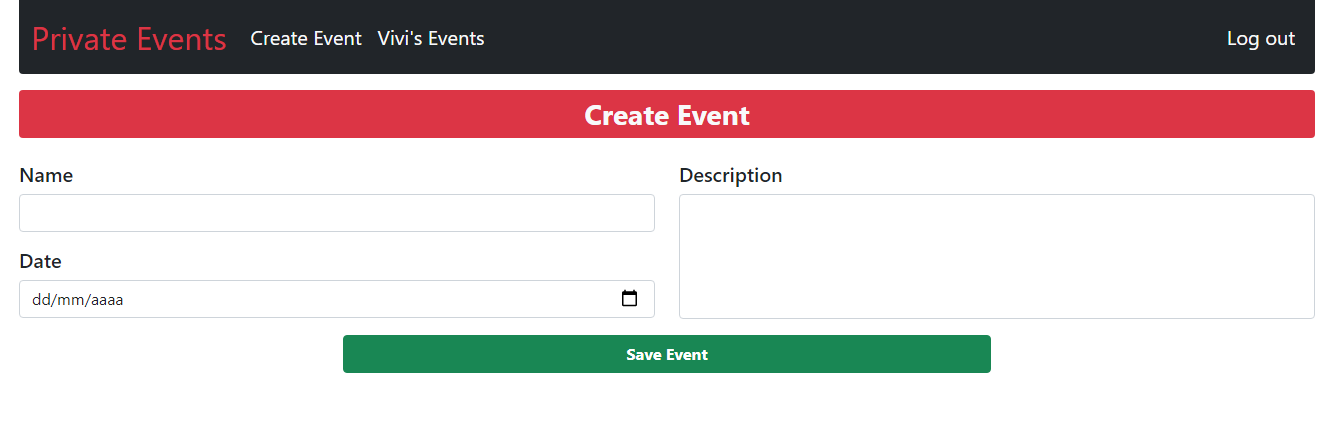 Private Events Create Event Vivi's Events Log out
Create Event
Name
Description
Date
dd/mm/aaaa
Save Event